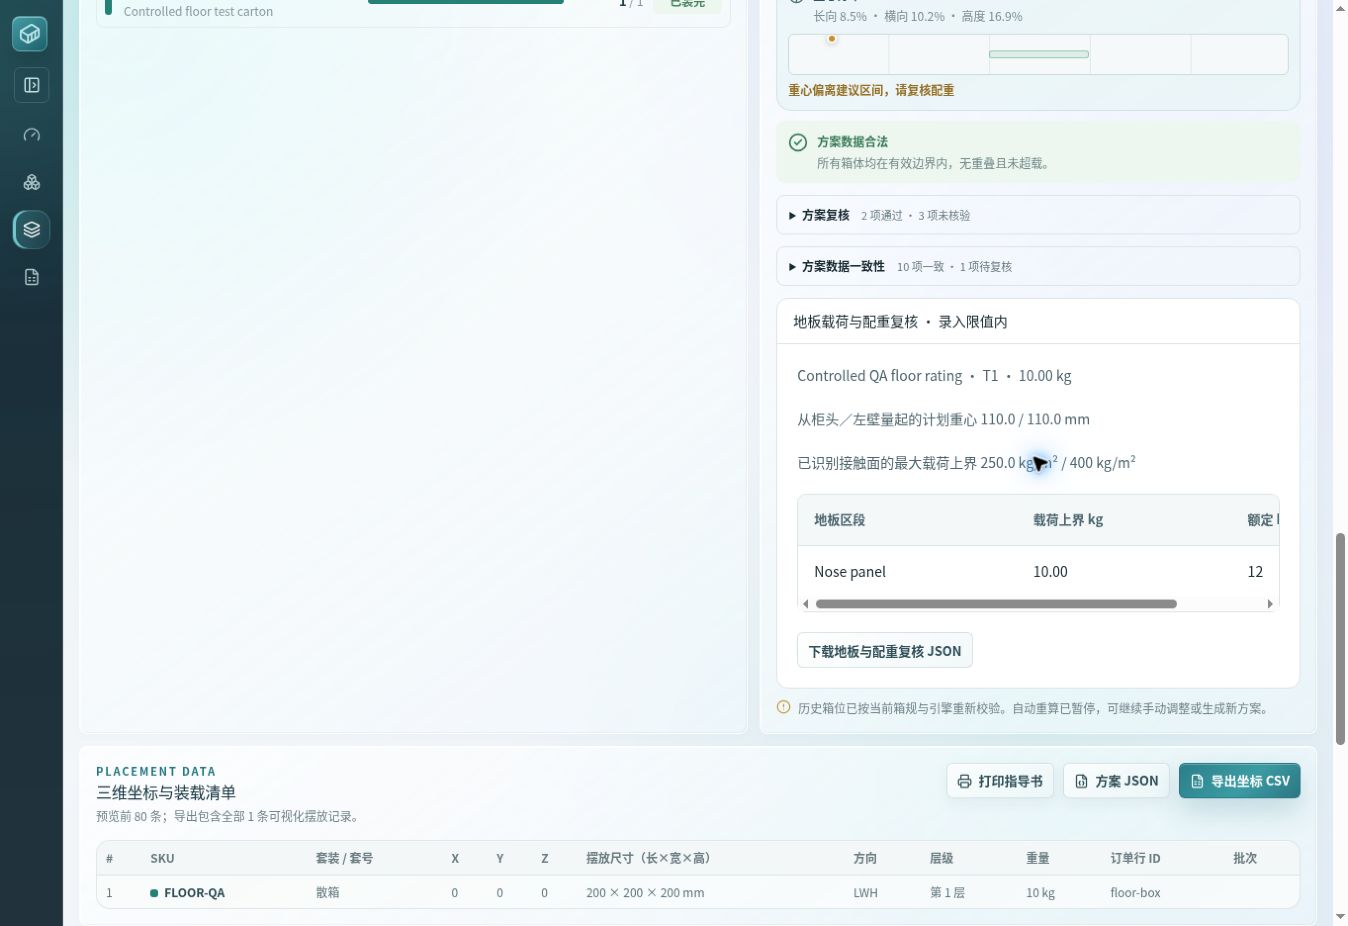 Controlled floor test carton
1 / 1
已装完
长向 8.5% · 横向 10.2% · 高度 16.9%
重心偏离建议区间，请复核配重
方案数据合法
所有箱体均在有效边界内，无重叠且未超载。
方案复核 2 项通过 · 3 项未核验
方案数据一致性 10 项一致 · 1 项待复核
地板载荷与配重复核 · 录入限值内
Controlled QA floor rating · T1 · 10.00 kg
从柜头／左壁量起的计划重心 110.0 / 110.0 mm
已识别接触面的最大载荷上界 250.0 kg/m² / 400 kg/m²
地板区段 载荷上界 kg 额定
Nose panel 10.00 12
下载地板与配重复核 JSON
历史箱位已按当前箱规与引擎重新校验。自动重算已暂停，可继续手动调整或生成新方案。
PLACEMENT DATA
三维坐标与装载清单
预览前 80 条；导出包含全部 1 条可视化摆放记录。
打印指导书
方案 JSON
导出坐标 CSV
# SKU 套装 / 套号 X Y Z 摆放尺寸（长×宽×高） 方向 层级 重量 订单行 ID 批次
1 FLOOR-QA 散箱 0 0 0 200 × 200 × 200 mm LWH 第 1 层 10 kg floor-box